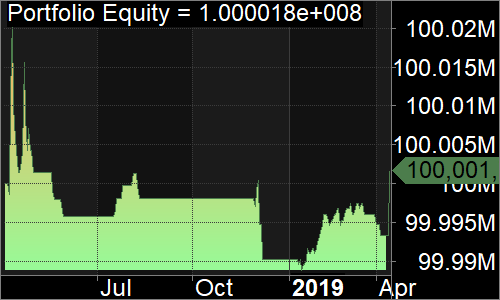 Portfolio Equity = 1.000018e+008
100.02M
100.015M
100.01M
100.005M
100,001,
100M
99.995M
99.99M
Jul Oct 2019 Apr